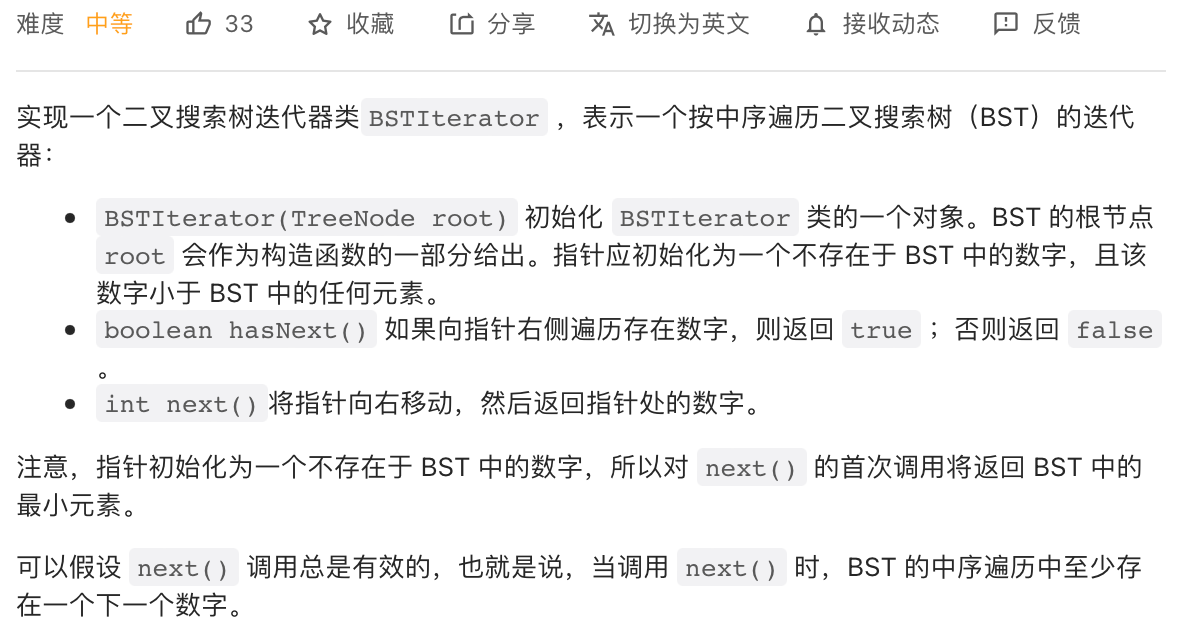 难度 中等 33 收藏 分享 切换为英文 接收动态 反馈
实现一个二叉搜索树迭代器类 BSTIterator ，表示一个按中序遍历二叉搜索树（BST）的迭代
器：
BSTIterator(TreeNode root) 初始化 BSTIterator 类的一个对象。BST 的根节点
root 会作为构造函数的一部分给出。指针应初始化为一个不存在于 BST 中的数字，且该
数字小于 BST 中的任何元素。
boolean hasNext() 如果向指针右侧遍历存在数字，则返回 true ；否则返回 false
。
int next() 将指针向右移动，然后返回指针处的数字。
注意，指针初始化为一个不存在于 BST 中的数字，所以对 next() 的首次调用将返回 BST 中的
最小元素。
可以假设 next() 调用总是有效的，也就是说，当调用 next() 时，BST 的中序遍历中至少存
在一个下一个数字。